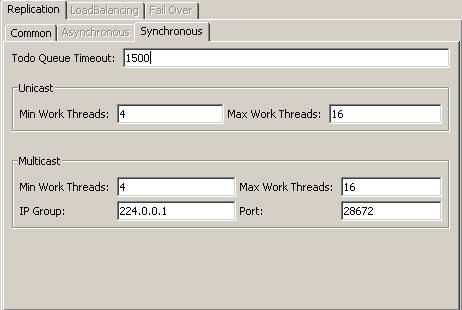 Replication LoadBalancing Fail Over
Common Asynchronous Synchronous
Todo Queue Timeout: 1500
Unicast
Min Work Threads: 4 Max Work Threads: 16
Multicast
Min Work Threads: 4 Max Work Threads: 16
IP Group: 224.0.0.1 Port: 28672